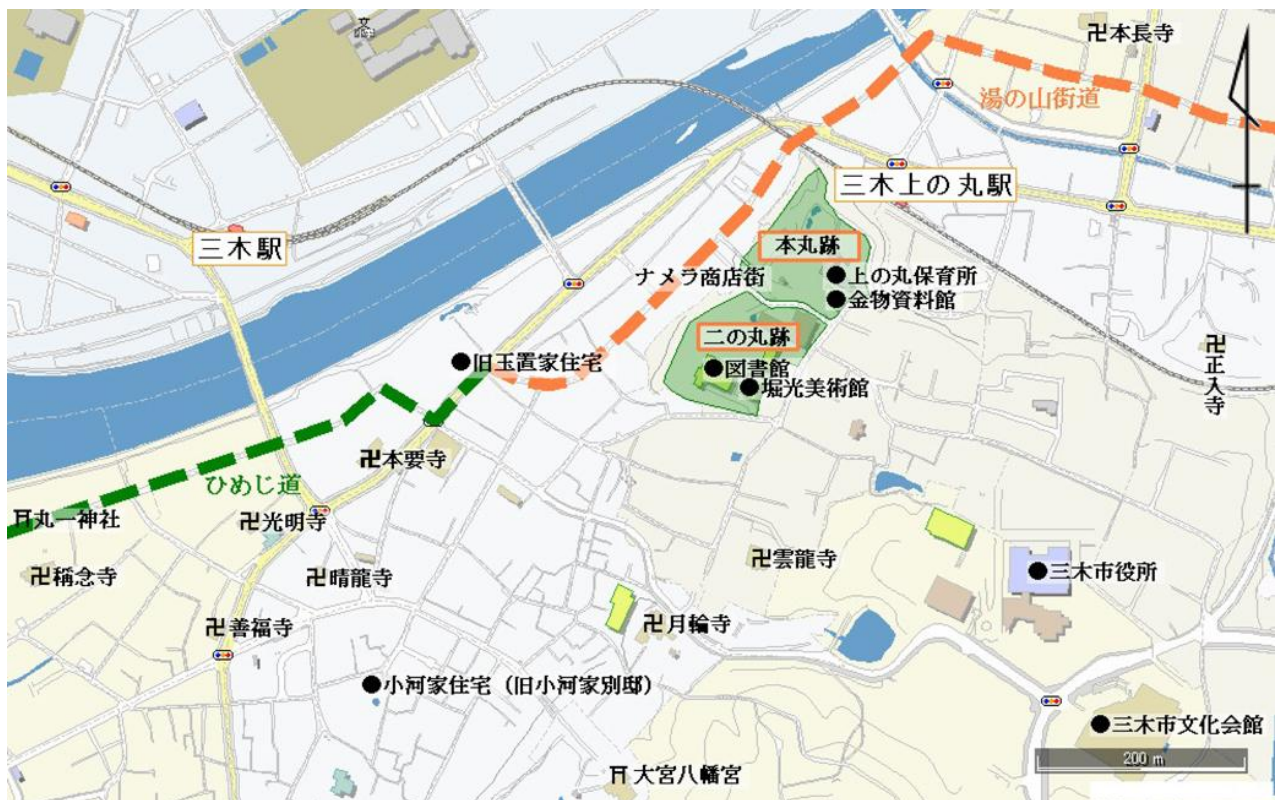 文
卍本長寺
湯の山街道
三木上の丸駅
三木駅
本丸跡
ナメラ商店街
●上の丸保育所
●金物資料館
二の丸跡
●旧玉置家住宅
●図書館
●堀光美術館
卍正入寺
卍本要寺
ひめじ道
⛩丸一神社
卍光明寺
卍稱念寺
卍晴龍寺
卍雲龍寺
●三木市役所
卍善福寺
卍月輪寺
●小河家住宅（旧小河家別邸）
●三木市文化会館
200 m
⛩大宮八幡宮